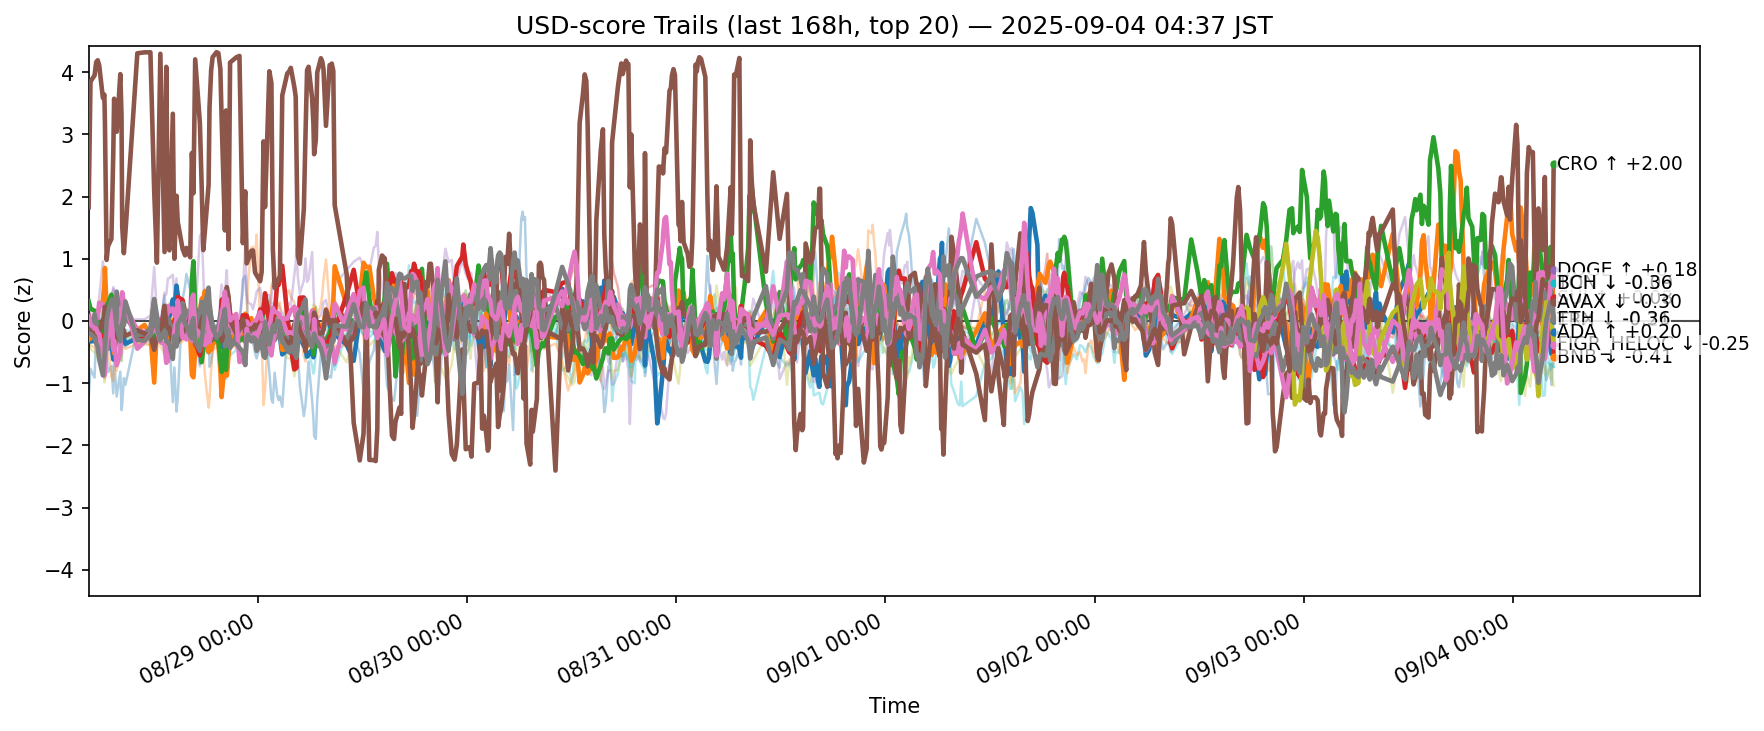 USD-score Trails (last 168h, top 20) — 2025-09-04 04:37 JST
Score (z)
4
3
2
1
0
−1
−2
−3
−4
CRO ↑ +2.00
DOGE ↑ +0.18
BCH ↓ -0.36
AVAX ↓ -0.30
ETH ↓ -0.36
ADA ↑ +0.20
FIGR_HELOC ↓ -0.25
BNB ↓ -0.41
08/29 00:00
08/30 00:00
08/31 00:00
09/01 00:00
09/02 00:00
09/03 00:00
09/04 00:00
Time